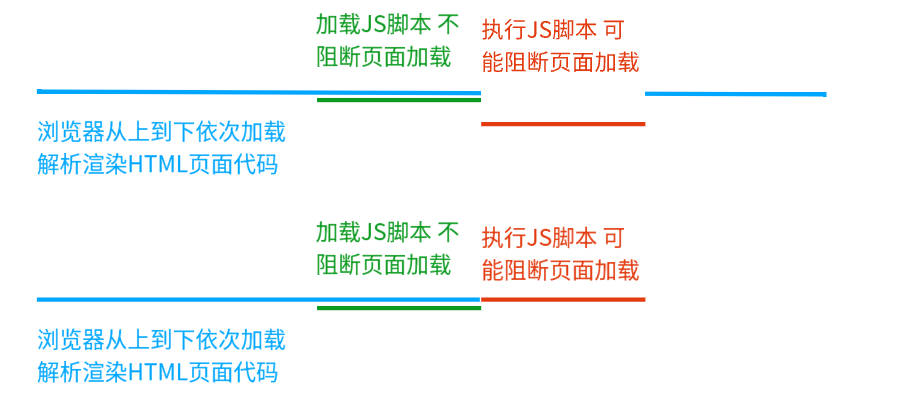 加载JS脚本 不
阻断页面加载
执行JS脚本 可
能阻断页面加载
浏览器从上到下依次加载
解析渲染HTML页面代码
加载JS脚本 不
阻断页面加载
执行JS脚本 可
能阻断页面加载
浏览器从上到下依次加载
解析渲染HTML页面代码